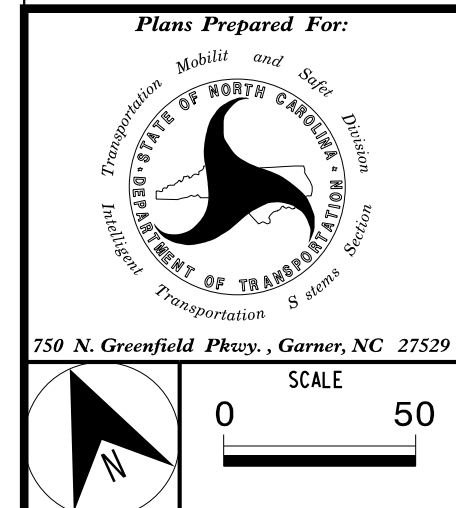 Plans Prepared For:
Transportation Mobilit and Safet Division
STATE OF NORTH CAROLINA
DEPARTMENT OF TRANSPORTATION
Intelligent Transportation S stems Section
750 N. Greenfield Pkwy. , Garner, NC 27529
SCALE
0 50
N